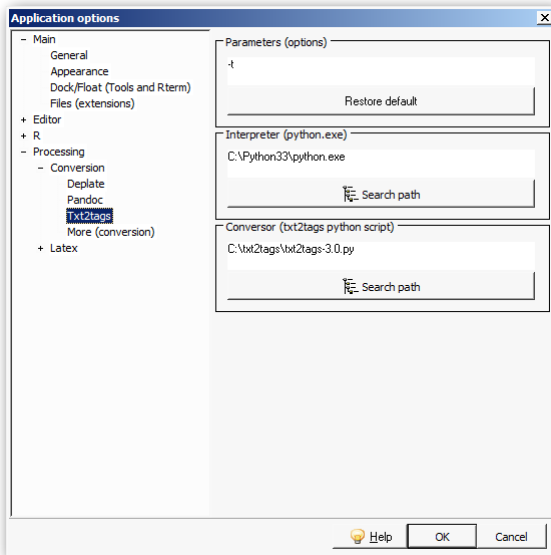 Application options
− Main
General
Appearance
Dock/Float (Tools and Rterm)
Files (extensions)
+ Editor
+ R
− Processing
− Conversion
Deplate
Pandoc
Txt2tags
More (conversion)
+ Latex
Parameters (options)
-t
Restore default
Interpreter (python.exe)
C:\Python33\python.exe
Search path
Conversor (txt2tags python script)
C:\txt2tags\txt2tags-3.0.py
Search path
Help
OK
Cancel